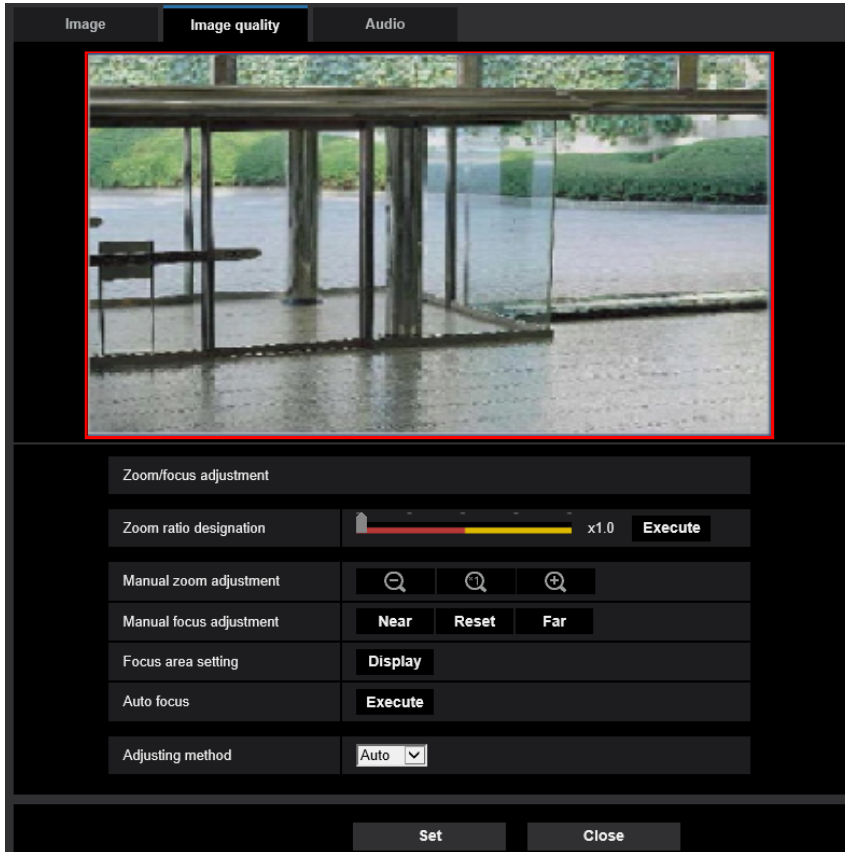 Image Image quality Audio
Zoom/focus adjustment
Zoom ratio designation x1.0 Execute
Manual zoom adjustment ×1
Manual focus adjustment Near Reset Far
Focus area setting Display
Auto focus Execute
Adjusting method Auto
Set Close